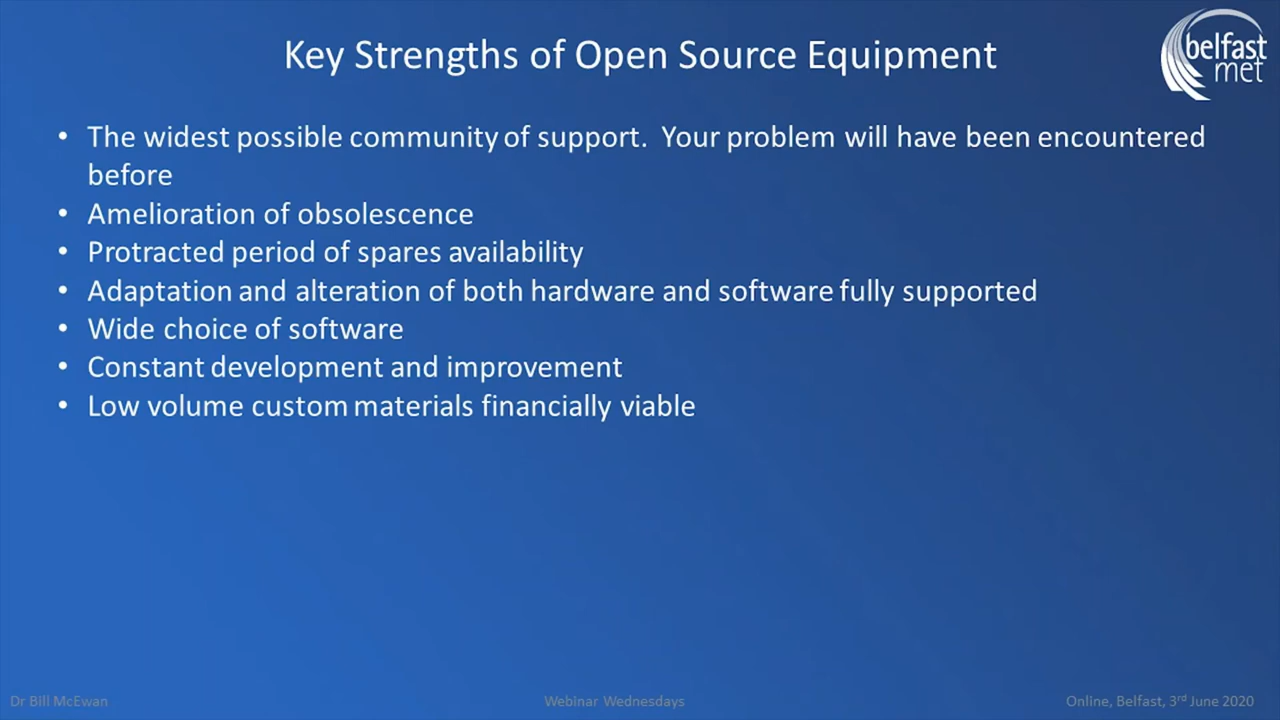 Key Strengths of Open Source Equipment
belfast
met
• The widest possible community of support.  Your problem will have been encountered
before
• Amelioration of obsolescence
• Protracted period of spares availability
• Adaptation and alteration of both hardware and software fully supported
• Wide choice of software
• Constant development and improvement
• Low volume custom materials financially viable
Dr Bill McEwan
Webinar Wednesdays
Online, Belfast, 3rd June 2020